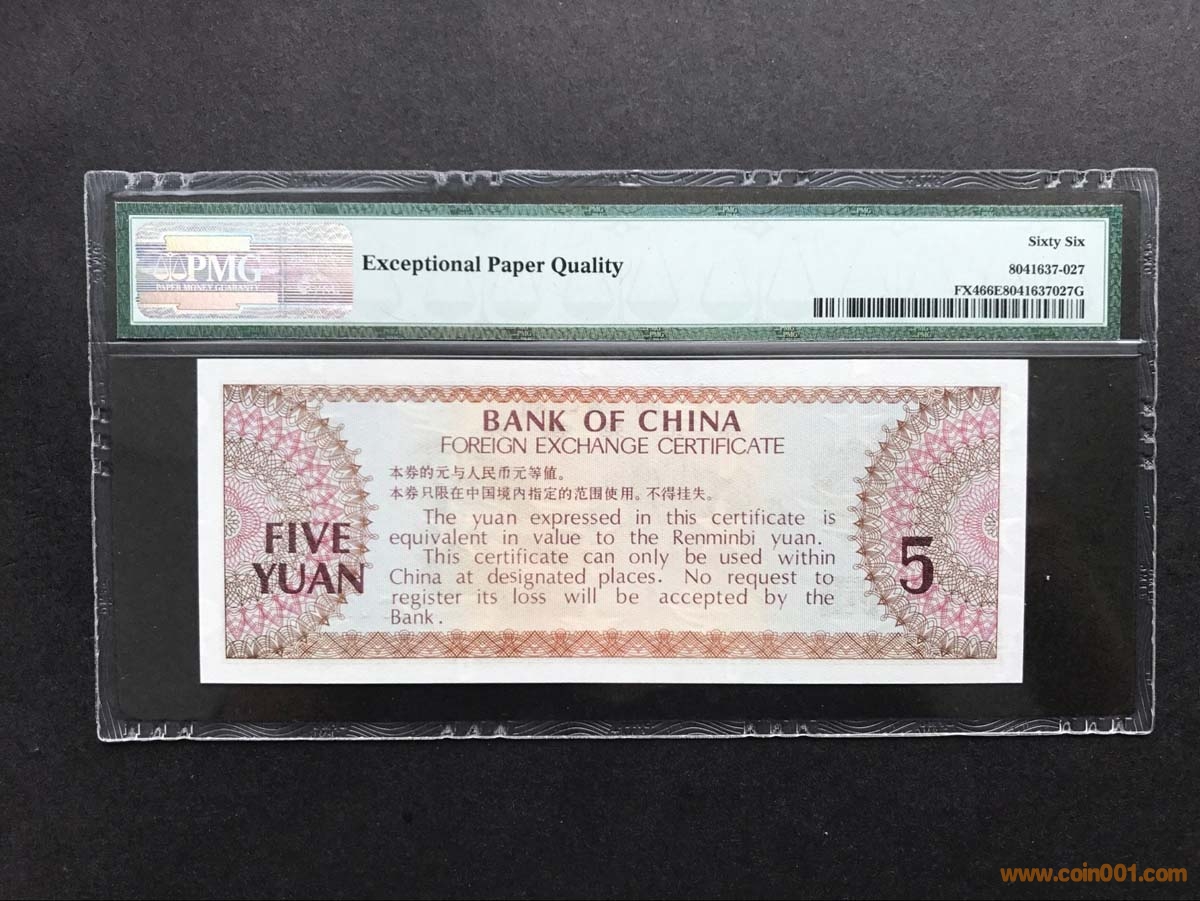 PMG
PAPER MONEY GUARANTY
Exceptional Paper Quality
Sixty Six
8041637-027
FX466E8041637027G
BANK OF CHINA
FOREIGN EXCHANGE CERTIFICATE
本券的元与人民币元等值。
本券只限在中国境内指定的范围使用。不得挂失。
The yuan expressed in this certificate is
equivalent in value to the Renminbi yuan.
This certificate can only be used within
China at designated places. No request to
register its loss will be accepted by the
Bank.
FIVE
YUAN
5
www.coin001.com